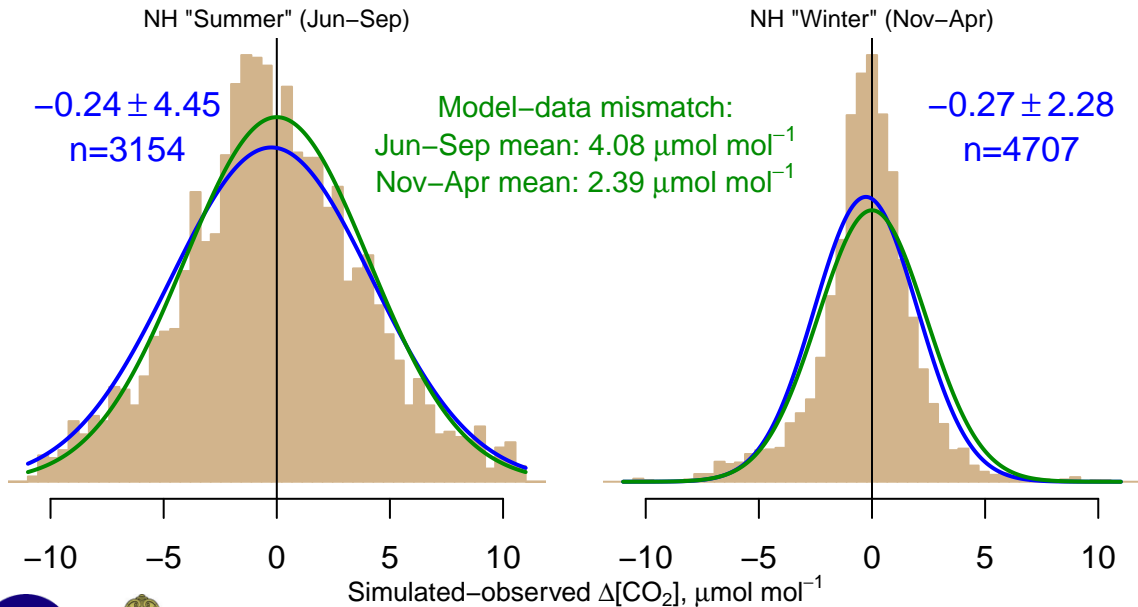 NH "Summer" (Jun−Sep)
NH "Winter" (Nov−Apr)
−0.24 ± 4.45
n=3154
Model−data mismatch:
Jun−Sep mean: 4.08 μmol mol⁻¹
Nov−Apr mean: 2.39 μmol mol⁻¹
−0.27 ± 2.28
n=4707
−10 −5 0 5 10
−10 −5 0 5 10
Simulated−observed Δ[CO₂], μmol mol⁻¹